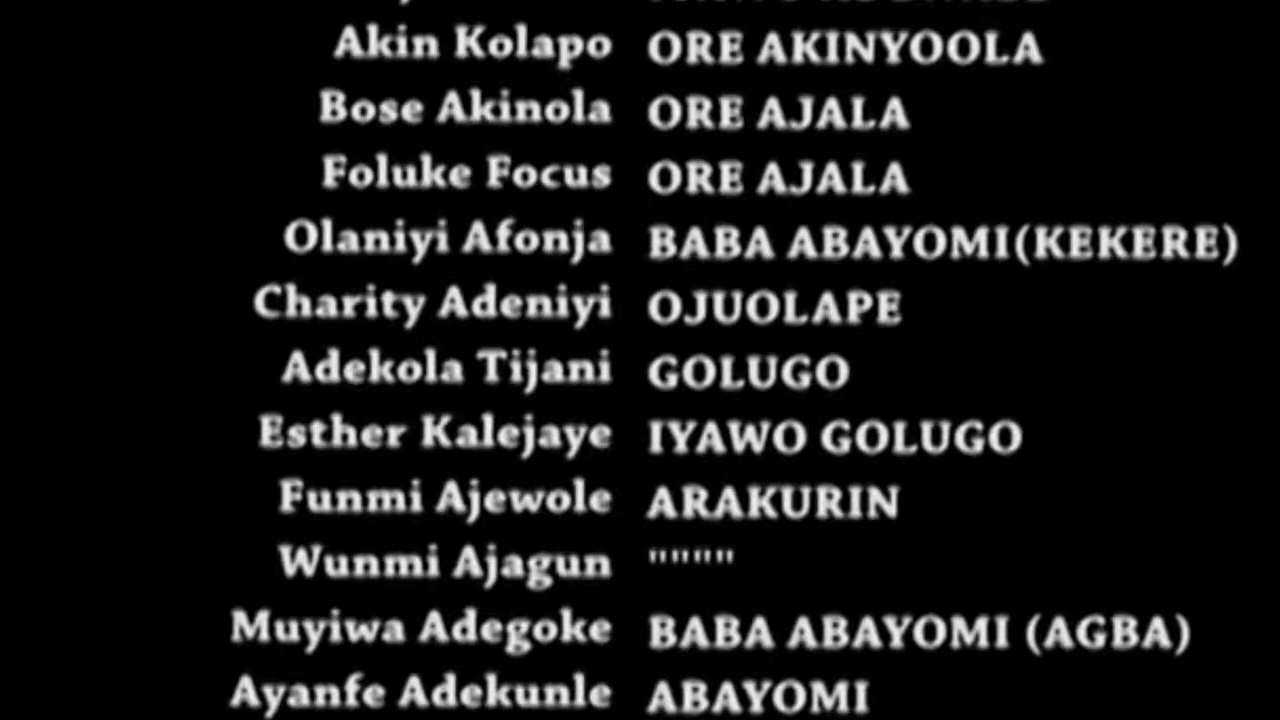 Akin Kolapo ORE AKINYOOLA
Bose Akinola ORE AJALA
Foluke Focus ORE AJALA
Olaniyi Afonja BABA ABAYOMI(KEKERE)
Charity Adeniyi OJUOLAPE
Adekola Tijani GOLUGO
Esther Kalejaye IYAWO GOLUGO
Funmi Ajewole ARAKURIN
Wunmi Ajagun """"
Muyiwa Adegoke BABA ABAYOMI (AGBA)
Ayanfe Adekunle ABAYOMI